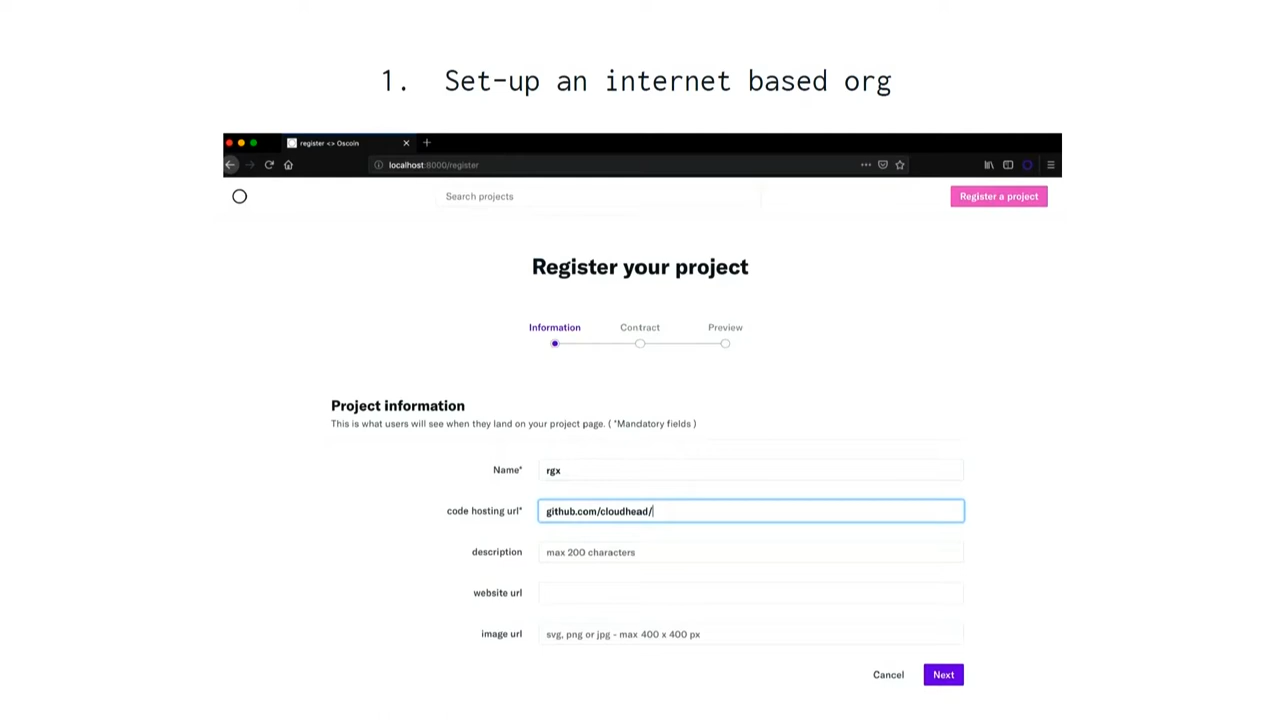 1. Set-up an internet based org
register <> Oscoin
localhost:8000/register
Search projects
Register a project
Register your project
Information Contract Preview
Project information
This is what users will see when they land on your project page. ( *Mandatory fields )
Name* rgx
code hosting url* github.com/cloudhead/
description max 200 characters
website url
image url svg, png or jpg - max 400 x 400 px
Cancel Next